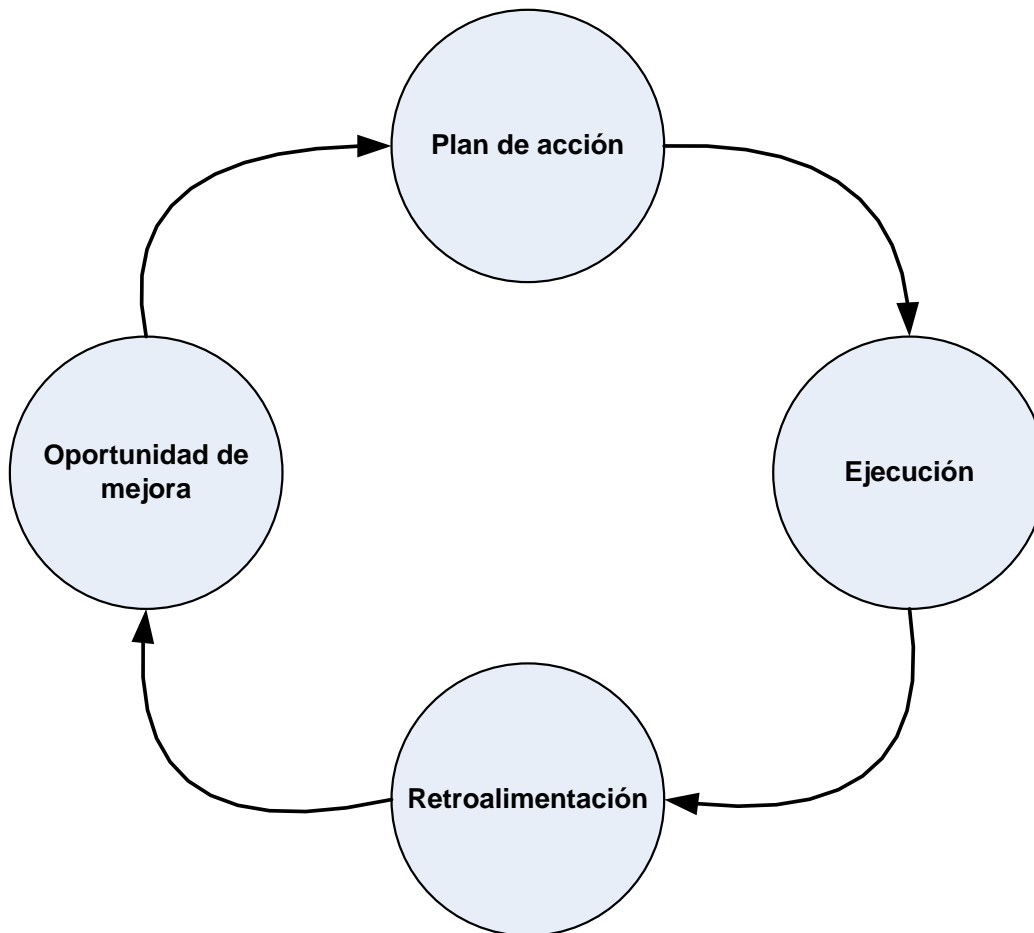 Plan de acción
Oportunidad de
mejora
Ejecución
Retroalimentación